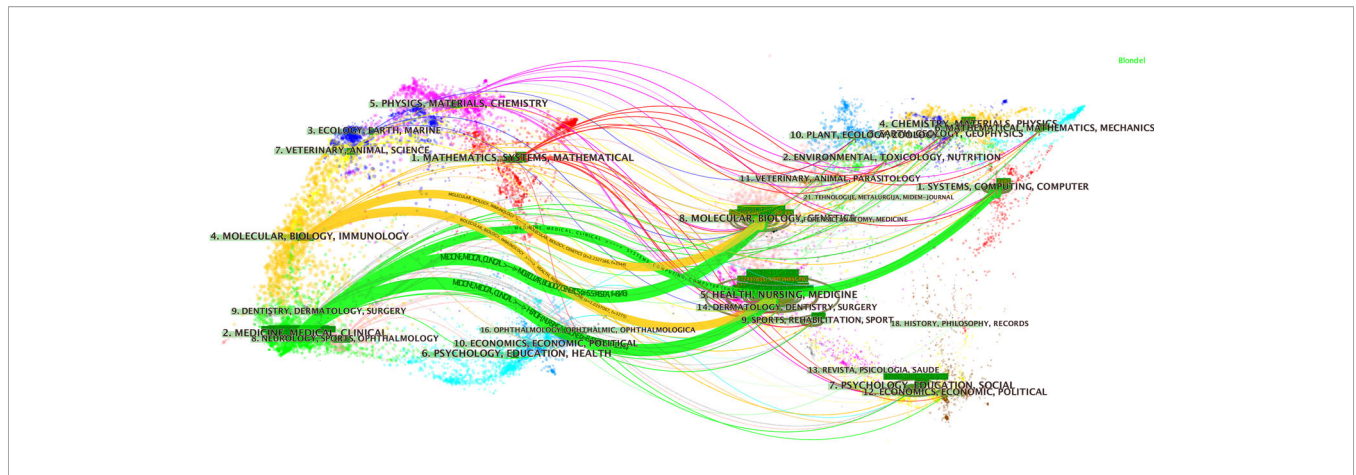 Blondel
5. PHYSICS, MATERIALS, CHEMISTRY
3. ECOLOGY, EARTH, MARINE
7. VETERINARY, ANIMAL, SCIENCE
1. MATHEMATICS, SYSTEMS, MATHEMATICAL
4. MOLECULAR, BIOLOGY, IMMUNOLOGY
9. DENTISTRY, DERMATOLOGY, SURGERY
2. MEDICINE, MEDICAL, CLINICAL
8. NEUROLOGY, SPORTS, OPHTHALMOLOGY
16. OPHTHALMOLOGY, OPHTHALMIC, OPHTHALMOLOGICA
10. ECONOMICS, ECONOMIC, POLITICAL
6. PSYCHOLOGY, EDUCATION, HEALTH
4. CHEMISTRY, MATERIALS, PHYSICS
MATHEMATICAL, MATHEMATICS, MECHANICS
10. PLANT, ECOLOGY, ZOOLOGY
GEOPHYSICS
2. ENVIRONMENTAL, TOXICOLOGY, NUTRITION
11. VETERINARY, ANIMAL, PARASITOLOGY
1. SYSTEMS, COMPUTING, COMPUTER
21. TEHNOLOGIJE, METALURGIJA, MIDEM-JOURNAL
8. MOLECULAR, BIOLOGY, GENETICS
MEDICINE
5. HEALTH, NURSING, MEDICINE
14. DERMATOLOGY, DENTISTRY, SURGERY
9. SPORTS, REHABILITATION, SPORT
18. HISTORY, PHILOSOPHY, RECORDS
13. REVISTA, PSICOLOGIA, SAUDE
7. PSYCHOLOGY, EDUCATION, SOCIAL
12. ECONOMICS, ECONOMIC, POLITICAL